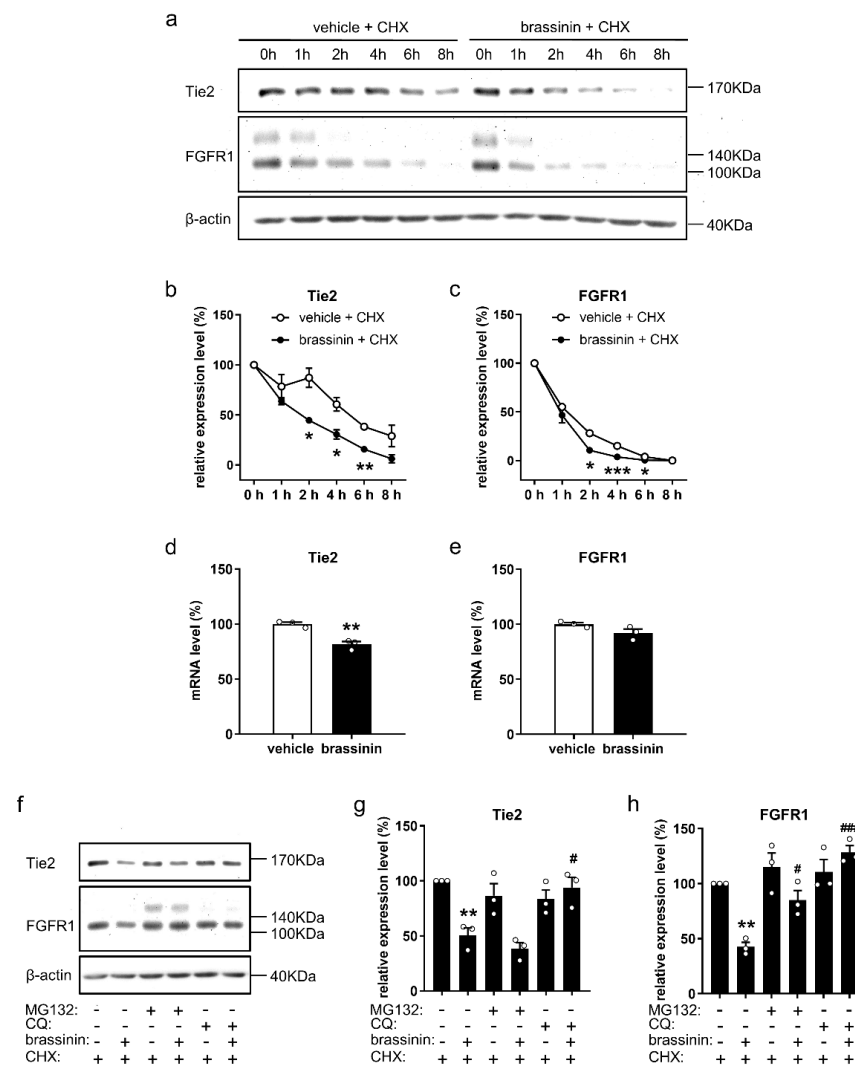 a
vehicle + CHX brassinin + CHX
0h 1h 2h 4h 6h 8h 0h 1h 2h 4h 6h 8h
Tie2 170KDa
FGFR1 140KDa
100KDa
β-actin 40KDa
b Tie2 c FGFR1
relative expression level (%) relative expression level (%)
150 vehicle + CHX 150 vehicle + CHX
brassinin + CHX brassinin + CHX
100 100
50 50
* * ** * *** *
0 0
0 h 1 h 2 h 4 h 6 h 8 h 0 h 1 h 2 h 4 h 6 h 8 h
d Tie2 e FGFR1
mRNA level (%) mRNA level (%)
150 150
**
100 100
50 50
0 0
vehicle brassinin vehicle brassinin
f
Tie2 170KDa
FGFR1 140KDa
100KDa
β-actin 40KDa
MG132: - - + + - -
CQ: - - - - + +
brassinin: - + - + - +
CHX: + + + + + +
g Tie2
relative expression level (%)
150
#
100
**
50
0
MG132: - - + + - -
CQ: - - - - + +
brassinin: - + - + - +
CHX: + + + + + +
h FGFR1
relative expression level (%)
150
##
#
100
**
50
0
MG132: - - + + - -
CQ: - - - - + +
brassinin: - + - + - +
CHX: + + + + + +